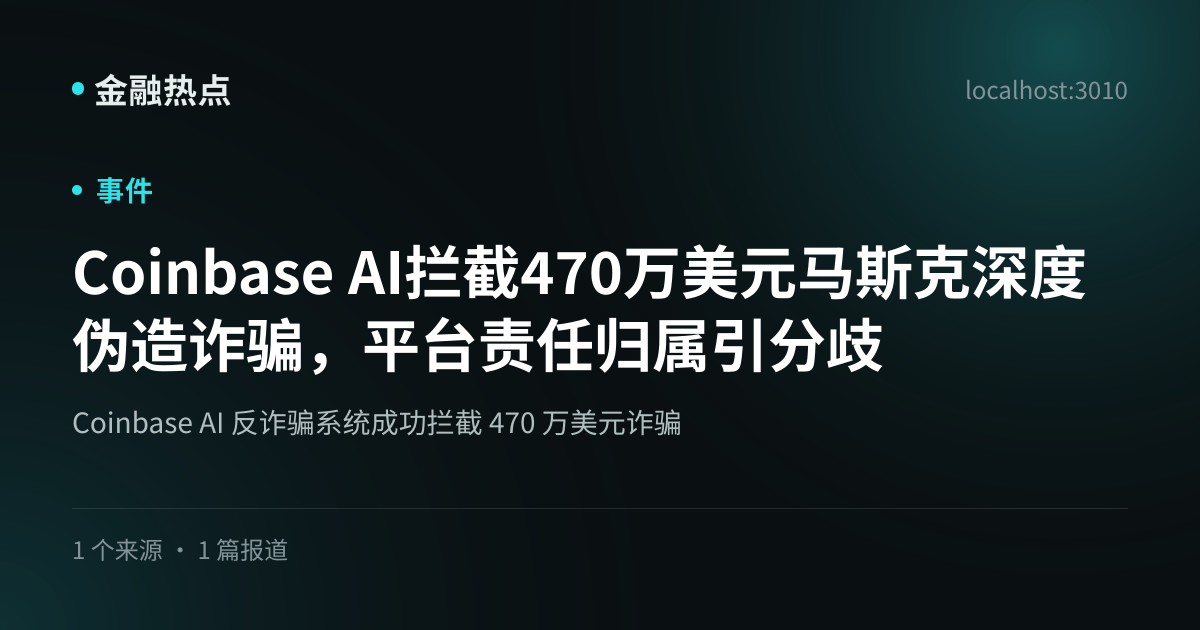 金融热点
localhost:3010
事件
Coinbase AI拦截470万美元马斯克深度
伪造诈骗，平台责任归属引分歧
Coinbase AI 反诈骗系统成功拦截 470 万美元诈骗
1 个来源 · 1 篇报道